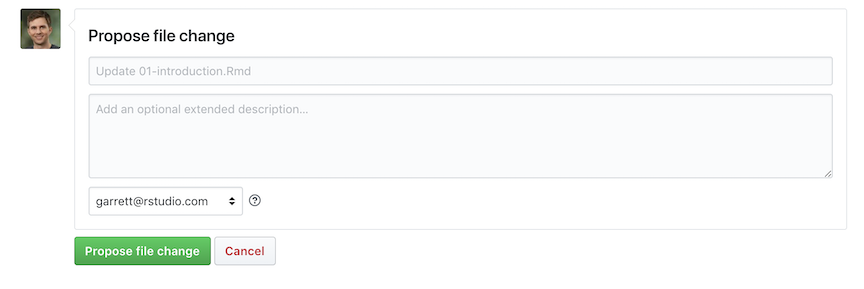 Propose file change
Update 01-introduction.Rmd
Add an optional extended description...
garrett@rstudio.com
Propose file change Cancel